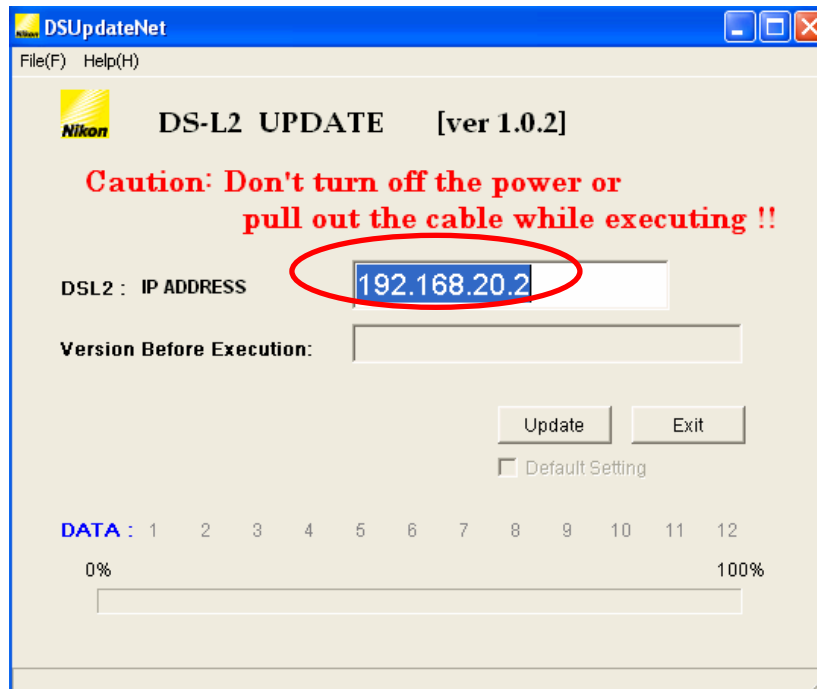 DSUpdateNet
File(F) Help(H)
Nikon DS-L2 UPDATE [ver 1.0.2]
Caution: Don't turn off the power or
pull out the cable while executing !!
DSL2 : IP ADDRESS 192.168.20.2
Version Before Execution:
Update Exit
Default Setting
DATA : 1 2 3 4 5 6 7 8 9 10 11 12
0% 100%